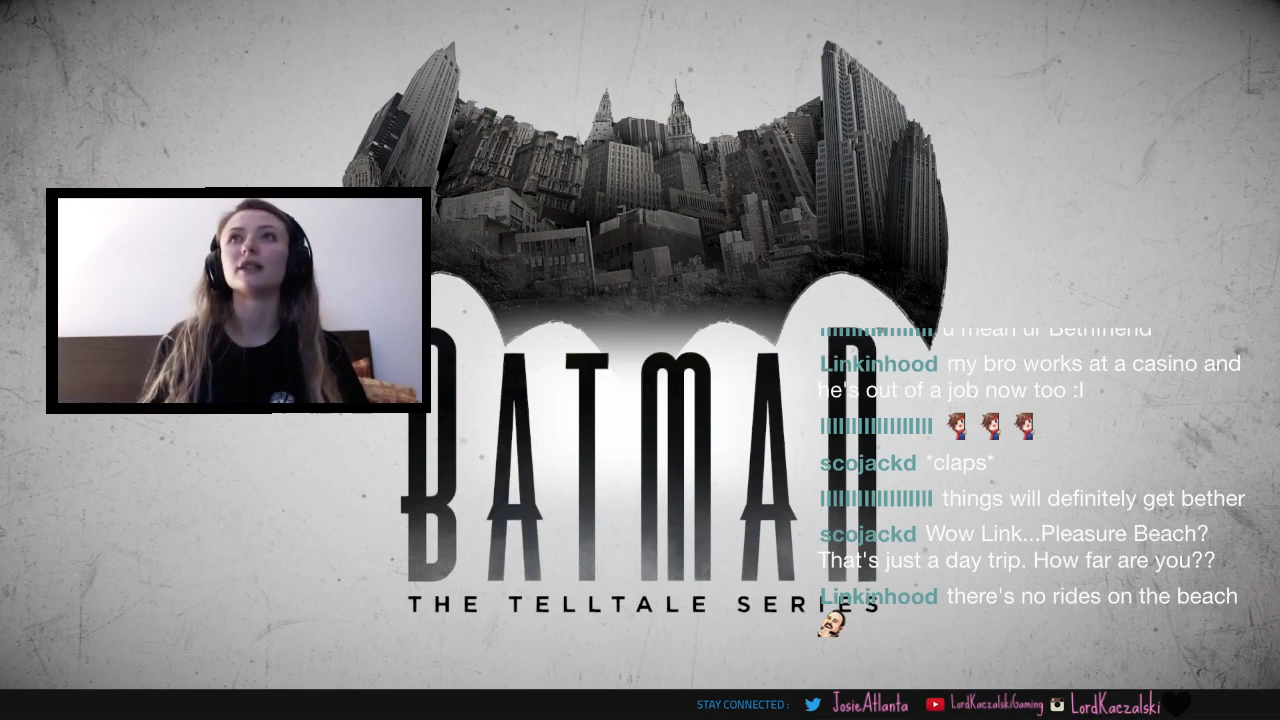 u mean ur Bethfriend
Linkinhood my bro works at a casino and
he's out of a job now too :I
llllllllllllllllll
scojackd *claps*
llllllllllllllllll things will definitely get bether
scojackd Wow Link...Pleasure Beach?
That's just a day trip. How far are you??
Linkinhood there's no rides on the beach
BATMAN
THE TELLTALE SERIES
STAY CONNECTED : JosieAtlanta LordKaczalskiGaming LordKaczalski